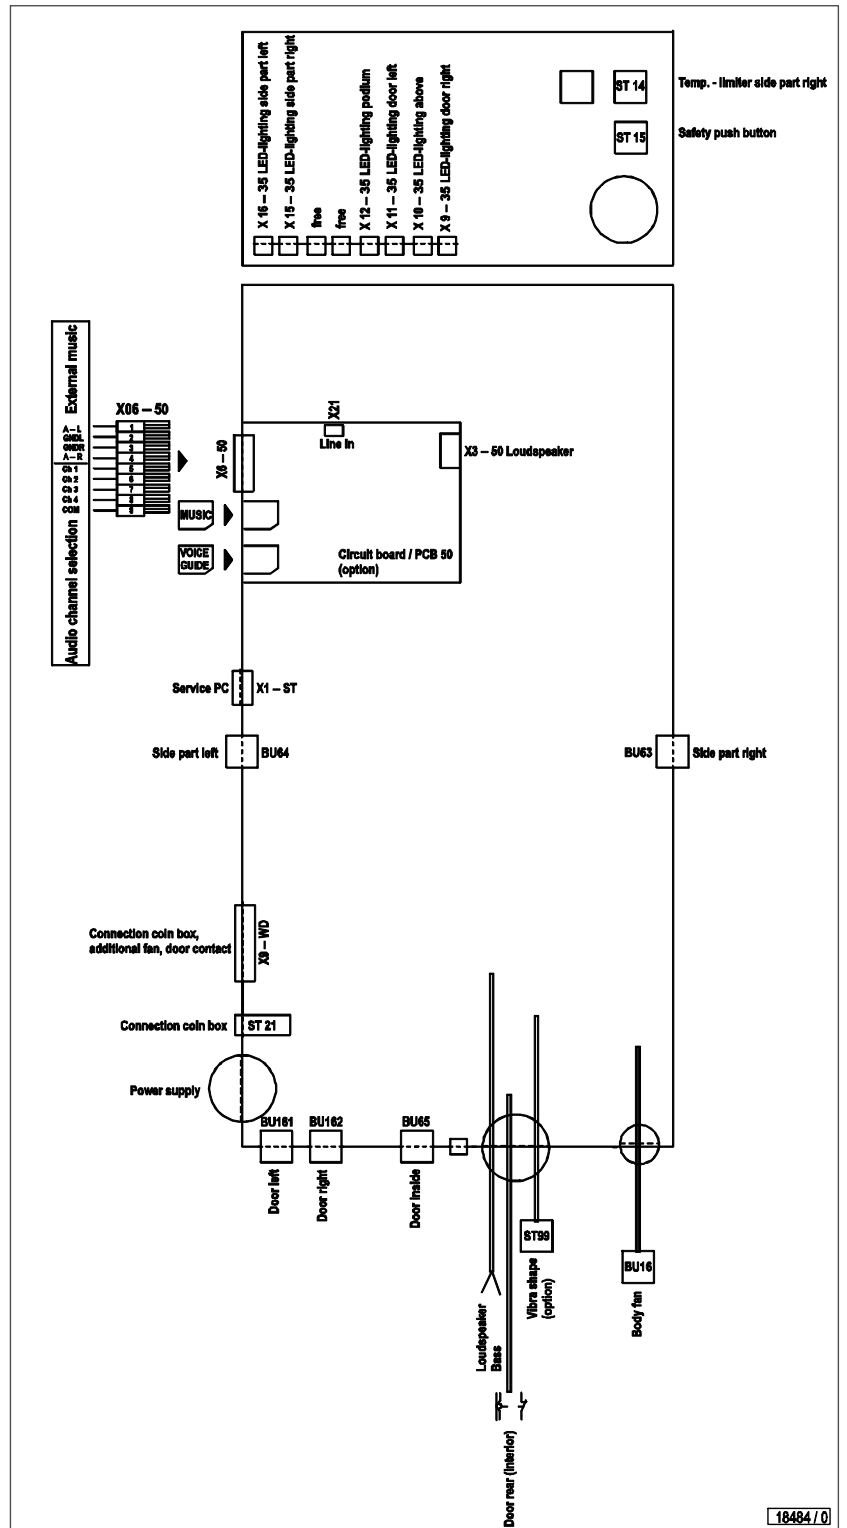 X 16 – 35 LED-lighting side part left
X 15 – 35 LED-lighting side part right
free
free
X 12 – 35 LED-lighting podium
X 11 – 35 LED-lighting door left
X 10 – 35 LED-lighting above
X 9 – 35 LED-lighting door right
ST 14
Temp. - limiter side part right
ST 15
Safety push button
External music
Audio channel selection
X06 – 50
A – L
GNDL
GNDR
A – R
Ch 1
Ch 2
Ch 3
Ch 4
COM
1
2
3
4
5
6
7
8
9
X6 – 50
X21
Line in
X3 – 50 Loudspeaker
MUSIC
VOICE
GUIDE
Circuit board / PCB 50
(option)
Service PC
X1 – ST
Side part left
BU64
BU63
Side part right
Connection coin box,
additional fan, door contact
X9 – WD
Connection coin box
ST 21
Power supply
BU161
Door left
BU162
Door right
BU65
Door inside
Loudspeaker
Bass
ST99
Vibra shape
(option)
BU16
Body fan
Door rear (interior)
18484 / 0